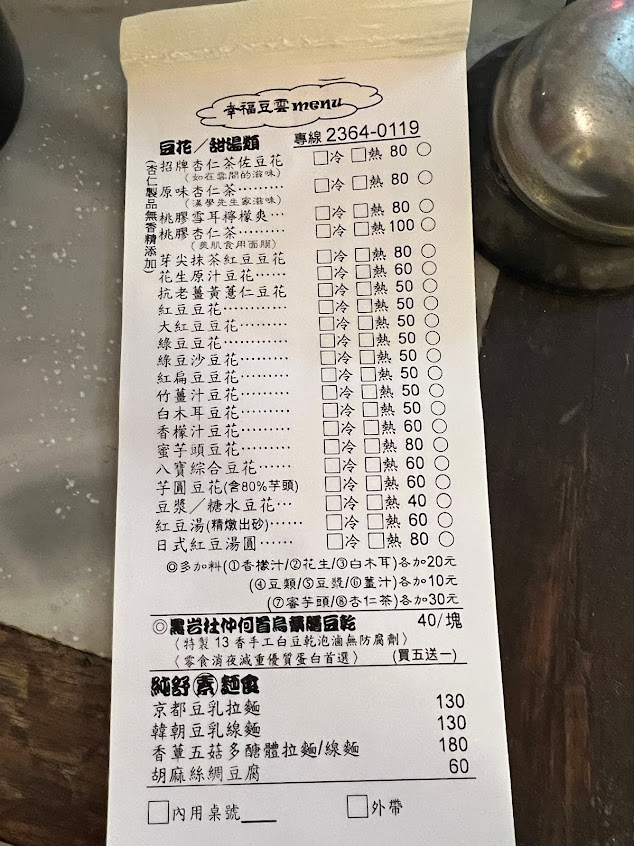 幸福豆雲menu
豆花／甜湯類 專線2364-0119
(杏仁製品無香精添加)
招牌杏仁茶佐豆花 □冷 □熱 80 ○
(如在雲間的滋味)
原味杏仁茶⋯⋯⋯ □冷 □熱 80 ○
(漢學先生家滋味)
桃膠雪耳檸檬爽⋯ □冷 □熱 80 ○
桃膠杏仁茶⋯⋯⋯ □冷 □熱 100 ○
(美肌食用面膜)
芽尖抹茶紅豆豆花 □冷 □熱 80 ○
花生原汁豆花⋯⋯ □冷 □熱 60 ○
抗老薑黃薏仁豆花 □冷 □熱 50 ○
紅豆豆花⋯⋯⋯⋯ □冷 □熱 50 ○
大紅豆豆花⋯⋯⋯ □冷 □熱 50 ○
綠豆豆花⋯⋯⋯⋯ □冷 □熱 50 ○
綠豆沙豆花⋯⋯⋯ □冷 □熱 50 ○
紅扁豆豆花⋯⋯⋯ □冷 □熱 50 ○
竹薑汁豆花⋯⋯⋯ □冷 □熱 50 ○
白木耳豆花⋯⋯⋯ □冷 □熱 50 ○
香檬汁豆花⋯⋯⋯ □冷 □熱 60 ○
蜜芋頭豆花⋯⋯⋯ □冷 □熱 80 ○
八寶綜合豆花⋯⋯ □冷 □熱 60 ○
芋圓豆花(含80%芋頭) □冷 □熱 60 ○
豆漿／糖水豆花⋯ □冷 □熱 40 ○
紅豆湯(精燉出砂)⋯⋯ □冷 □熱 60 ○
日式紅豆湯圓⋯⋯ □冷 □熱 80 ○
◎多加料(①香檬汁/②花生/③白木耳)各加20元
(④豆類/⑤豆漿/⑥薑汁)各加10元
(⑦蜜芋頭/⑧杏仁茶)各加30元
◎黑岩杜仲何首烏藥膳豆乾 40/塊
〈特製13香手工白豆乾泡滷無防腐劑〉
〈零食消夜減重優質蛋白首選〉 (買五送一)
純舒素麵食
京都豆乳拉麵 130
韓朝豆乳線麵 130
香蕈五菇多醣體拉麵/線麵 180
胡麻絲綢豆腐 60
□內用桌號___ □外帶